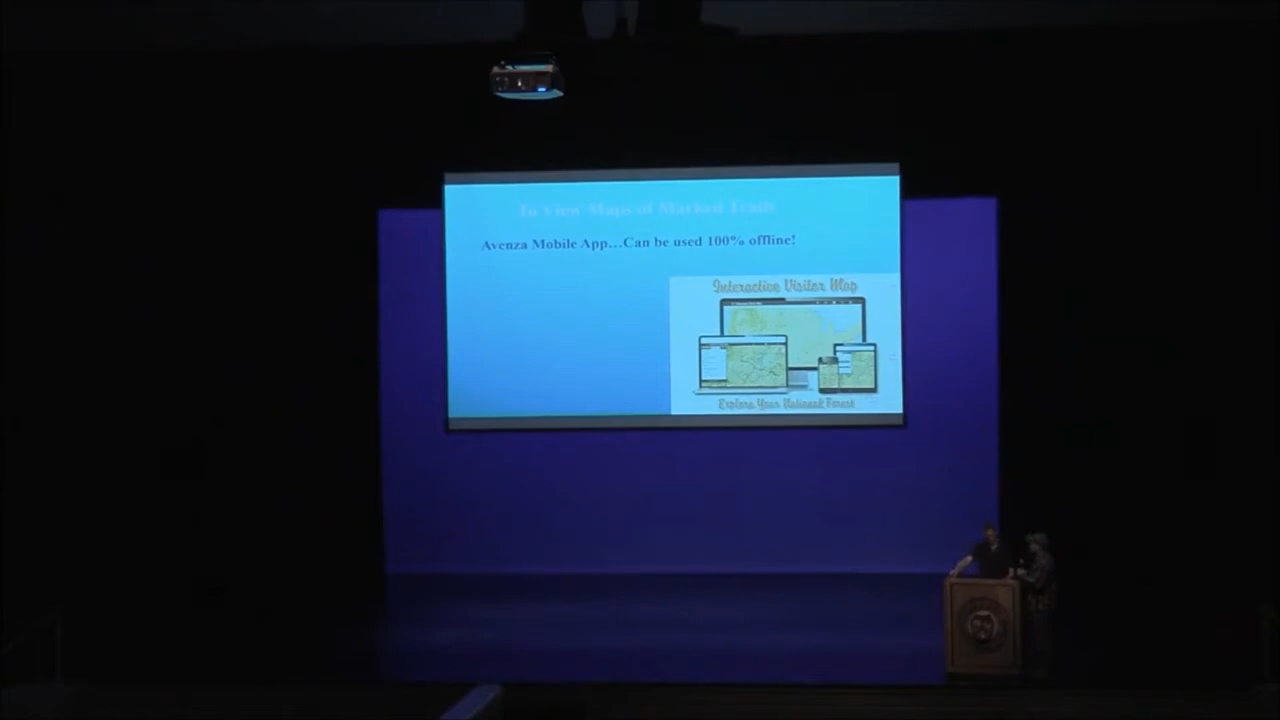 To View Maps of Marked Trails
Avenza Mobile App…Can be used 100% offline!
Interactive Visitor Map
Explore Your National Forest